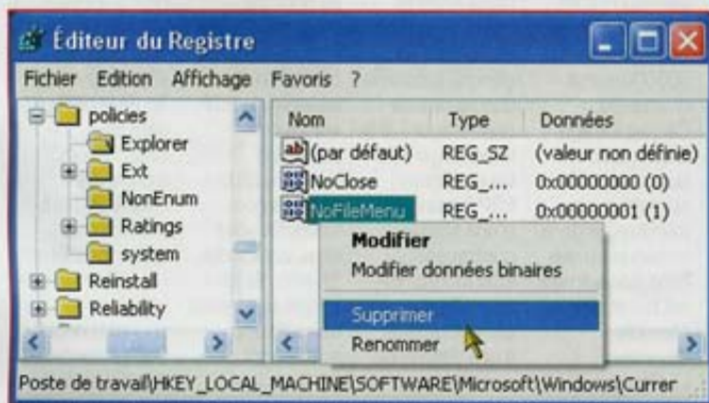 Éditeur du Registre
Fichier Edition Affichage Favoris ?
policies
Explorer
Ext
NonEnum
Ratings
system
Reinstall
Reliability
Nom Type Données
(par défaut) REG_SZ (valeur non définie)
NoClose REG_... 0x00000000 (0)
NoFileMenu REG_... 0x00000001 (1)
Modifier
Modifier données binaires
Supprimer
Renommer
Poste de travail\HKEY_LOCAL_MACHINE\SOFTWARE\Microsoft\Windows\Currer